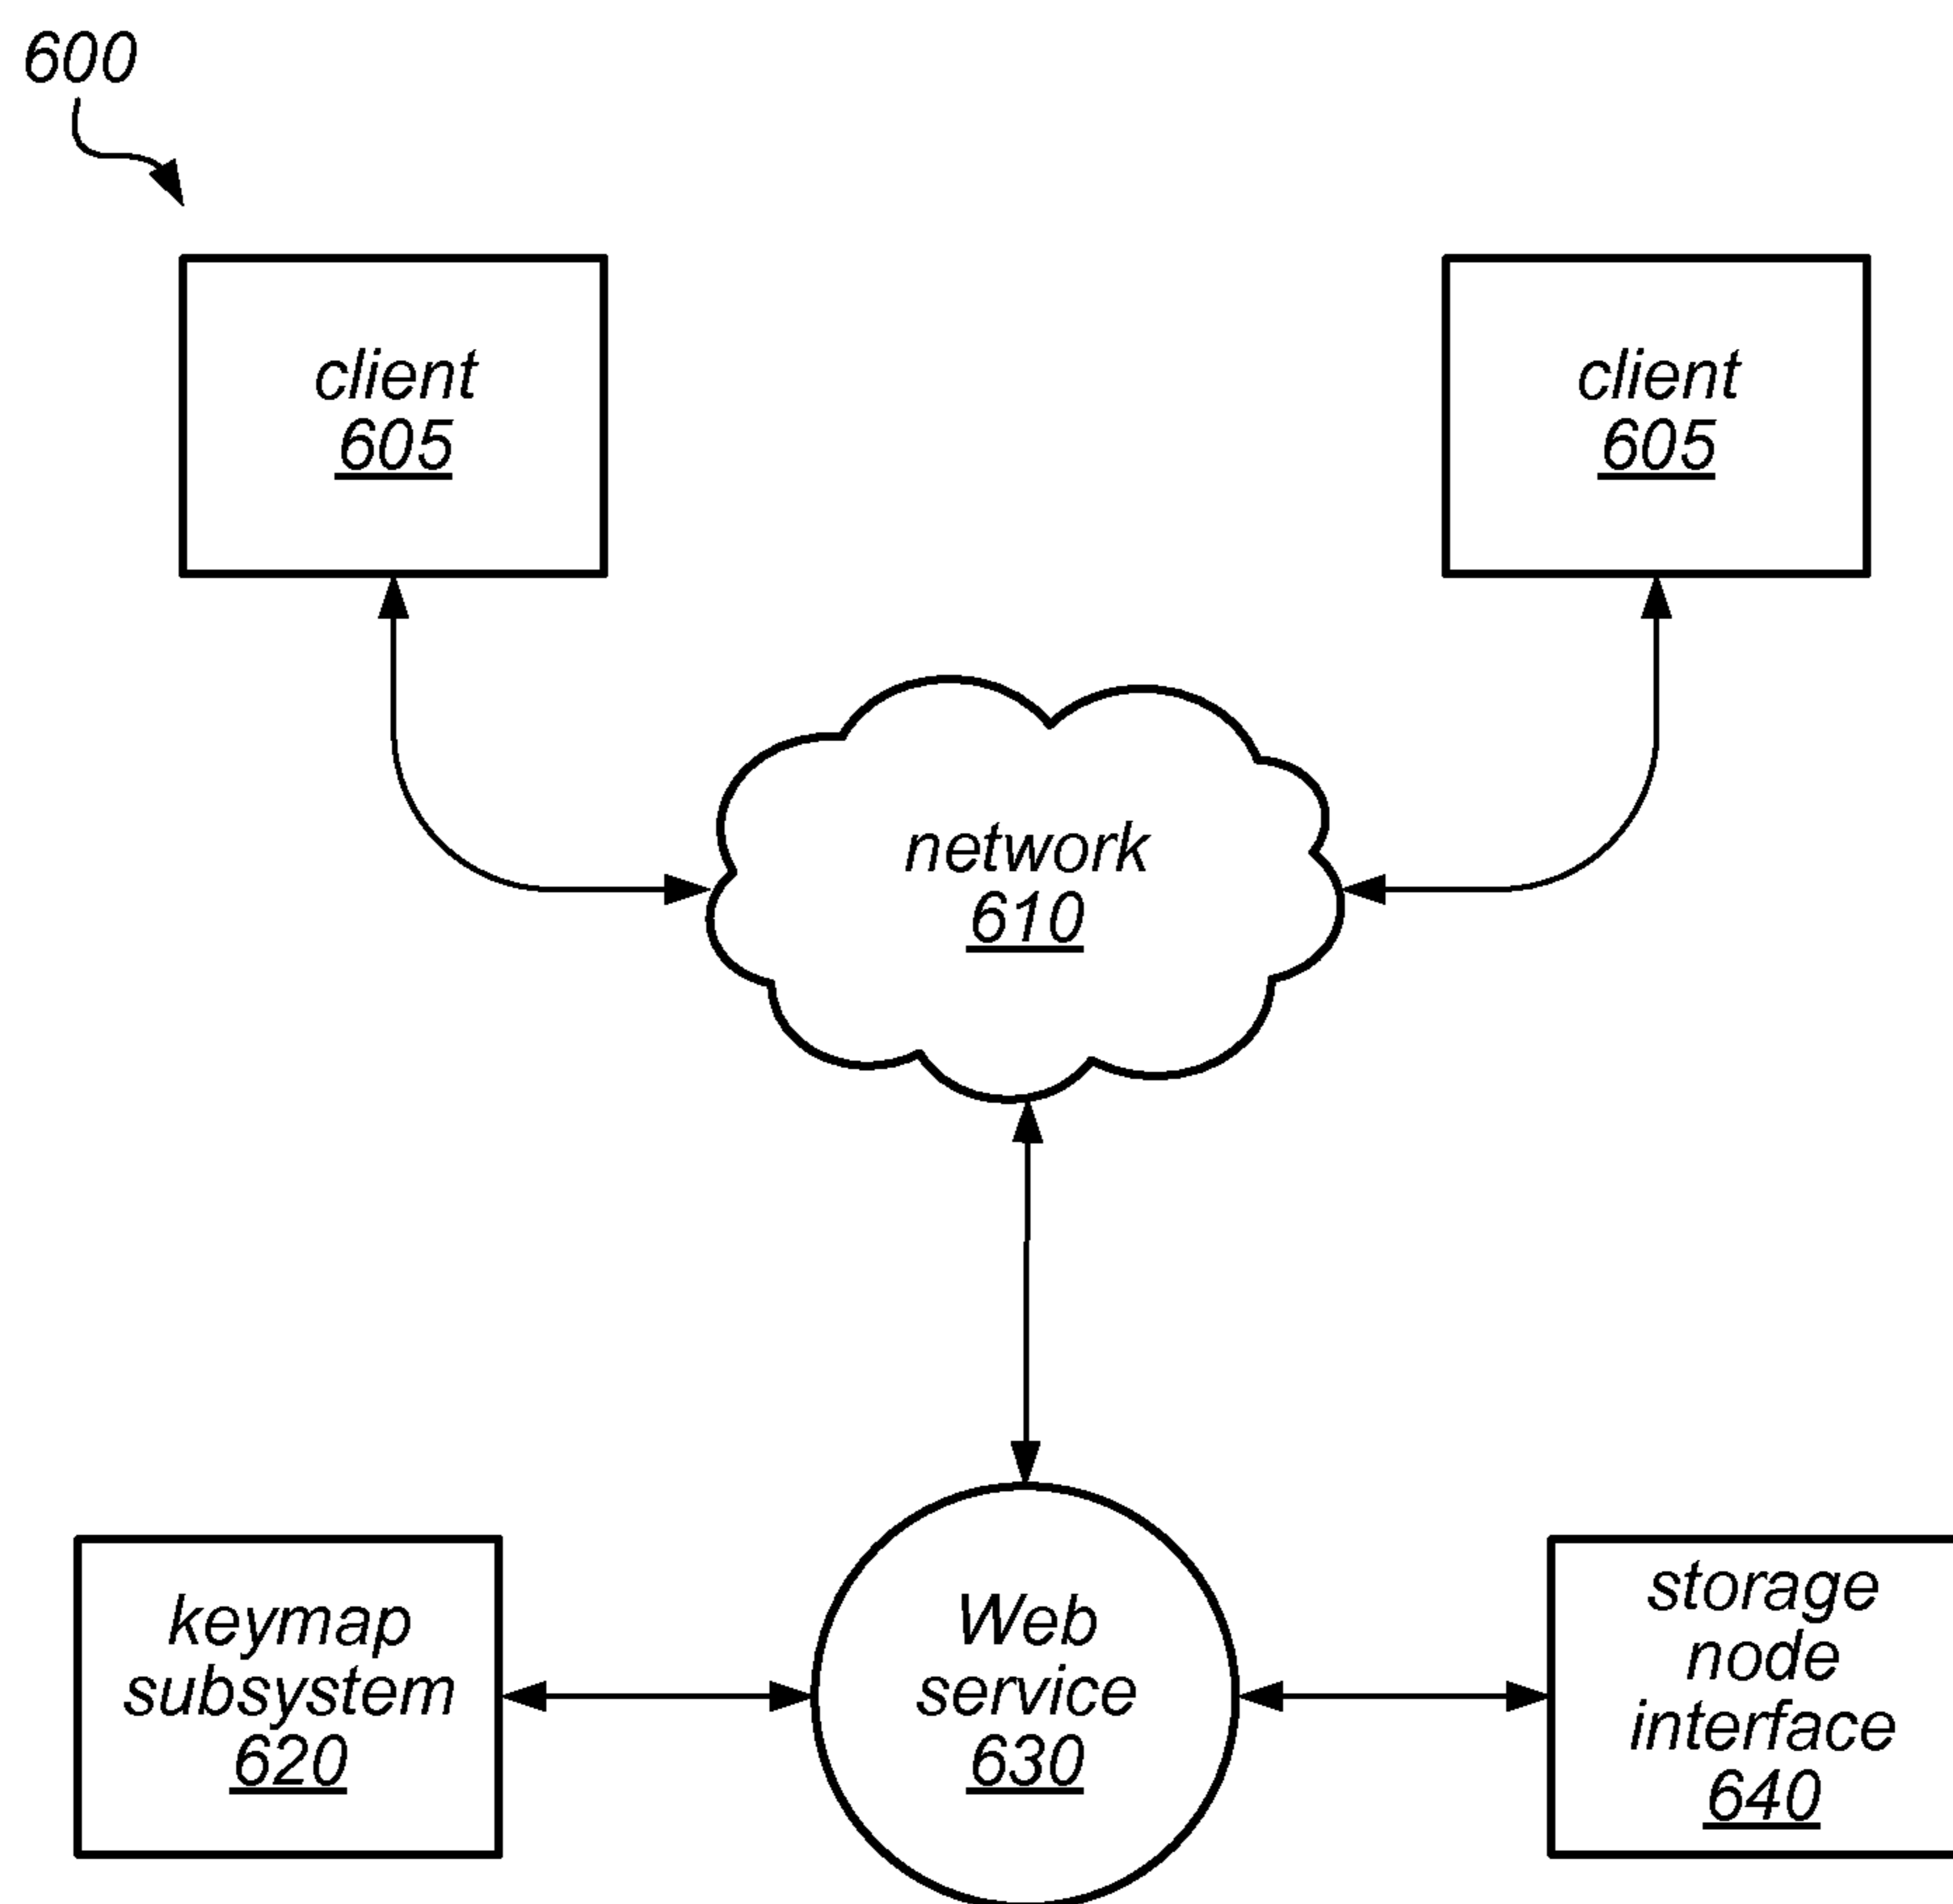 600
client
605
client
605
network
610
keymap
subsystem
620
Web
service
630
storage
node
interface
640